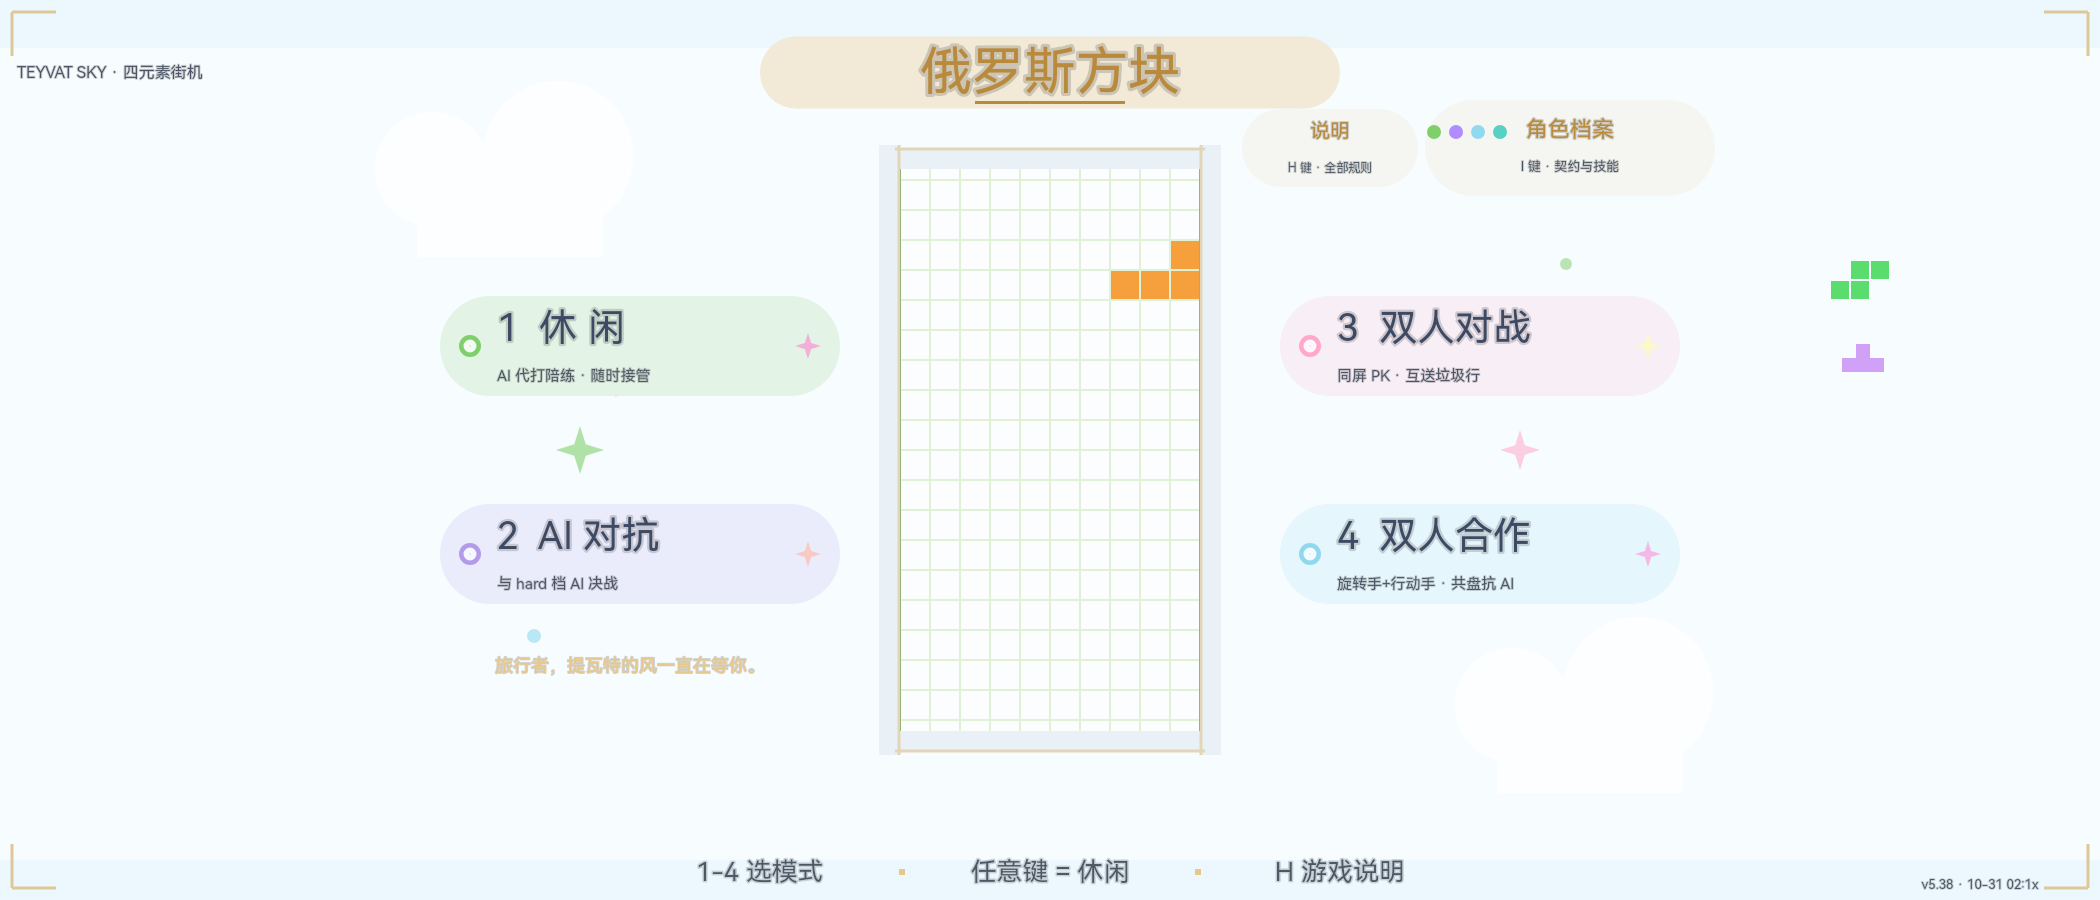 俄罗斯方块
TEYVAT SKY · 四元素街机
说明
H 键 · 全部规则
角色档案
I 键 · 契约与技能
1 休 闲
AI 代打陪练 · 随时接管
2 AI 对抗
与 hard 档 AI 决战
旅行者，提瓦特的风一直在等你。
3 双人对战
同屏 PK · 互送垃圾行
4 双人合作
旋转手+行动手 · 共盘抗 AI
1-4 选模式 · 任意键 = 休闲 · H 游戏说明
v5.38 · 10-31 02:1x